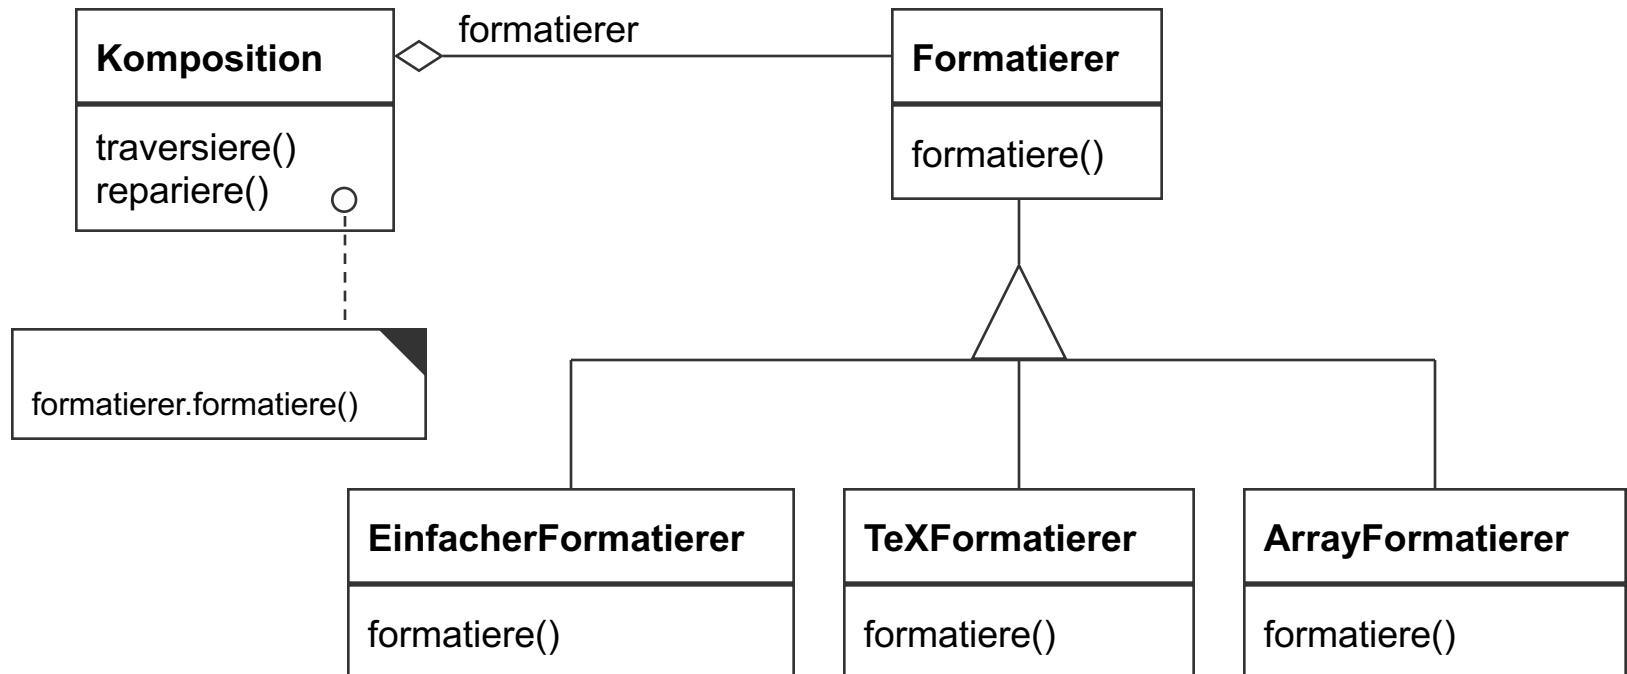 formatierer
Komposition
Formatierer
traversiere()
repariere()
formatiere()
formatierer.formatiere()
EinfacherFormatierer
TeXFormatierer
ArrayFormatierer
formatiere()
formatiere()
formatiere()